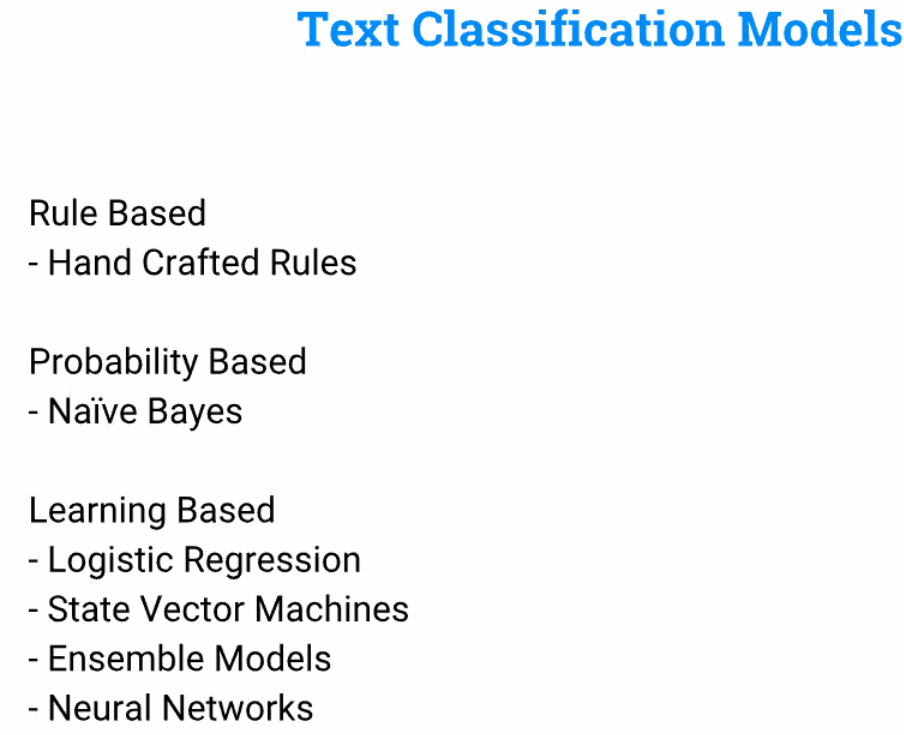 Text Classification Models
Rule Based
- Hand Crafted Rules
Probability Based
- Naïve Bayes
Learning Based
- Logistic Regression
- State Vector Machines
- Ensemble Models
- Neural Networks